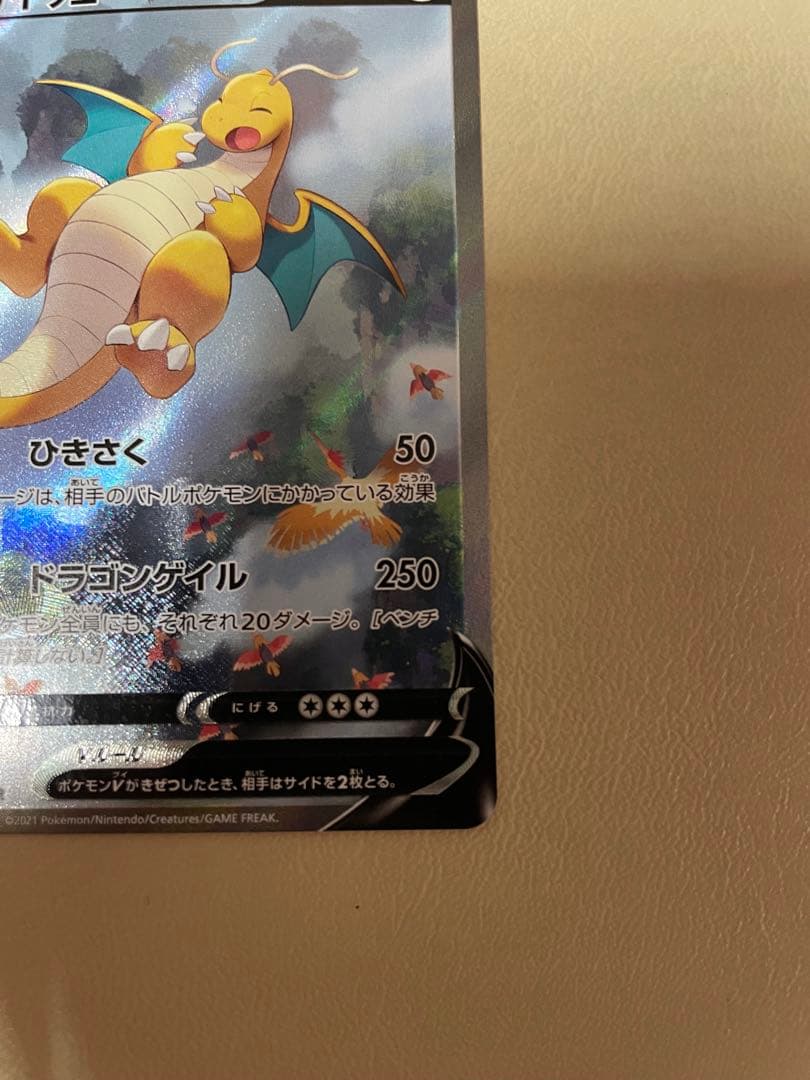 ひきさく 50
ージは、相手のバトルポケモンにかかっている効果
ドラゴンゲイル 250
ケモン全員にも、それぞれ20ダメージ。[ベンチ
計算しない。]
にげる
Vルール
ポケモンVがきぜつしたとき、相手はサイドを2枚とる。
©2021 Pokémon/Nintendo/Creatures/GAME FREAK.